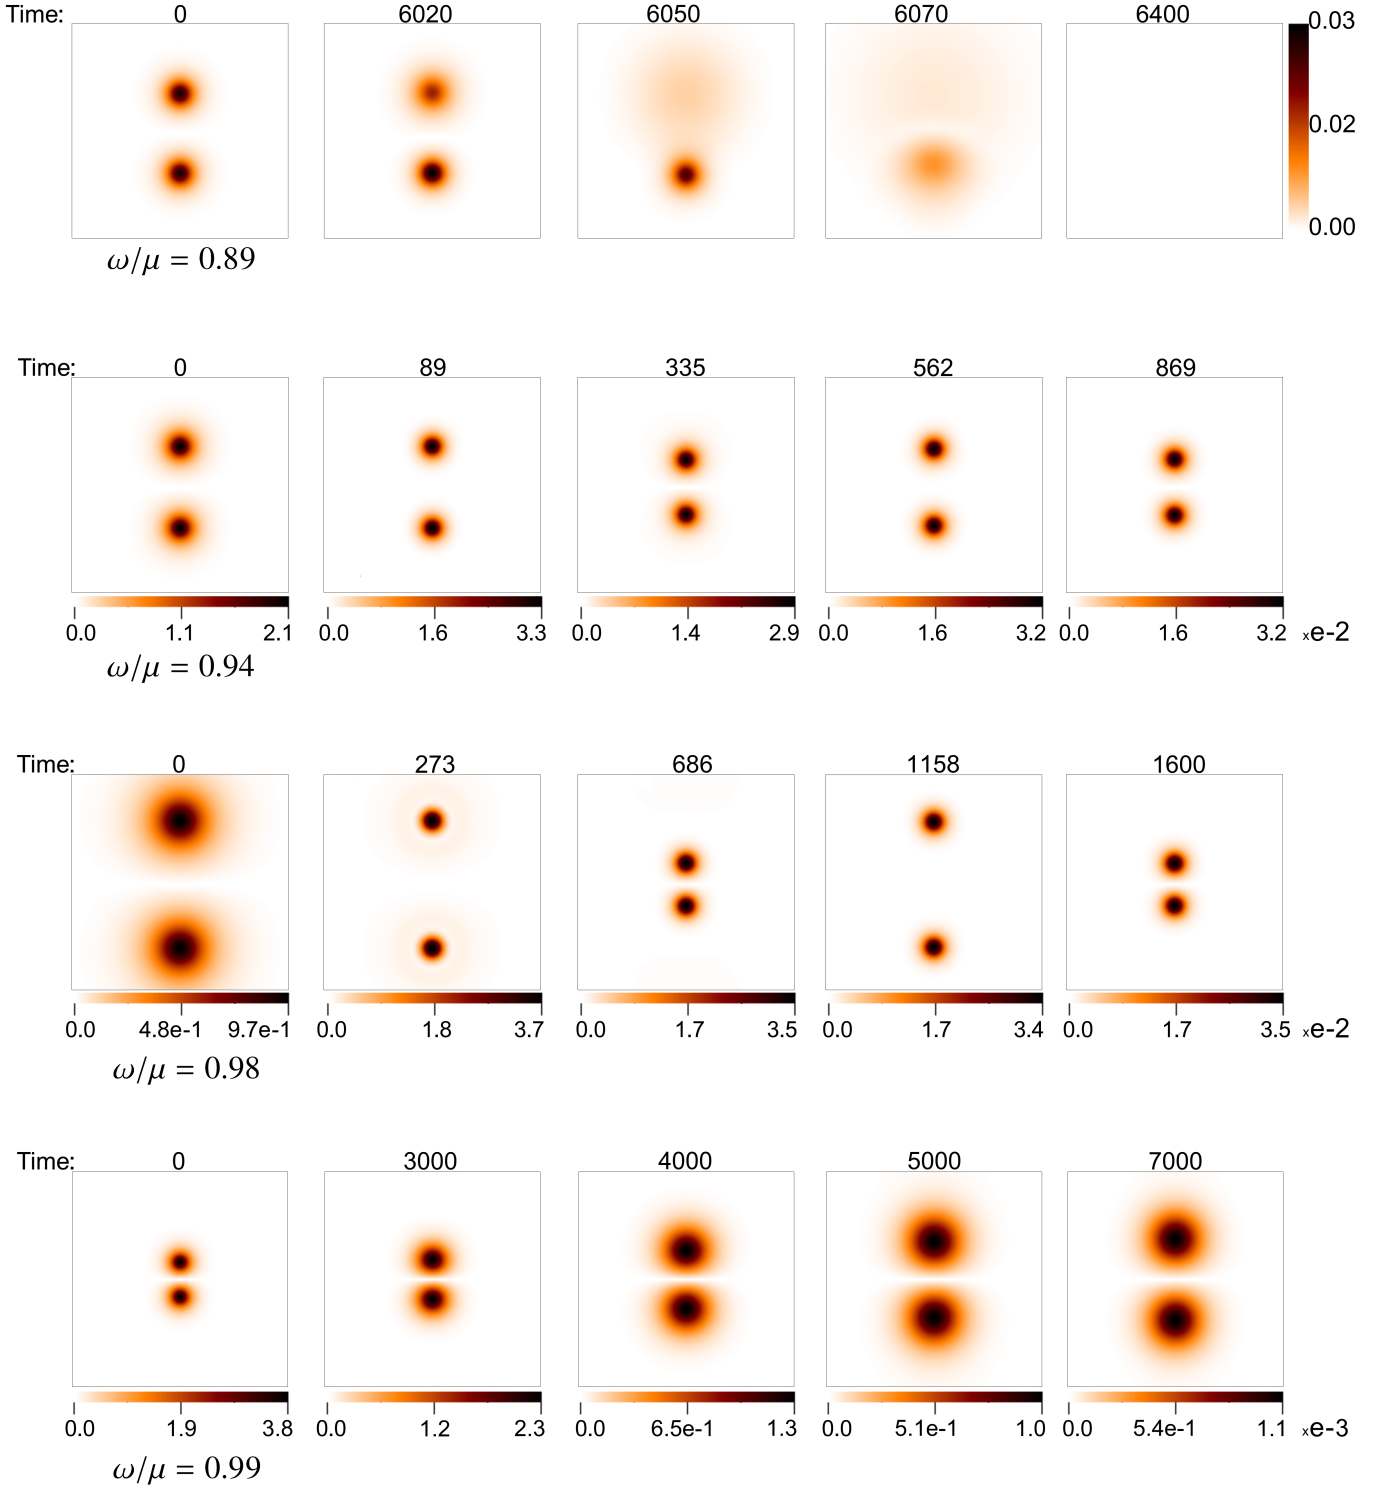 Time: 0 6020 6050 6070 6400
0.03
0.02
0.00
ω/μ = 0.89
Time: 0 89 335 562 869
0.0 1.1 2.1 0.0 1.6 3.3 0.0 1.4 2.9 0.0 1.6 3.2 0.0 1.6 3.2 xe-2
ω/μ = 0.94
Time: 0 273 686 1158 1600
0.0 4.8e-1 9.7e-1 0.0 1.8 3.7 0.0 1.7 3.5 0.0 1.7 3.4 0.0 1.7 3.5 xe-2
ω/μ = 0.98
Time: 0 3000 4000 5000 7000
0.0 1.9 3.8 0.0 1.2 2.3 0.0 6.5e-1 1.3 0.0 5.1e-1 1.0 0.0 5.4e-1 1.1 xe-3
ω/μ = 0.99